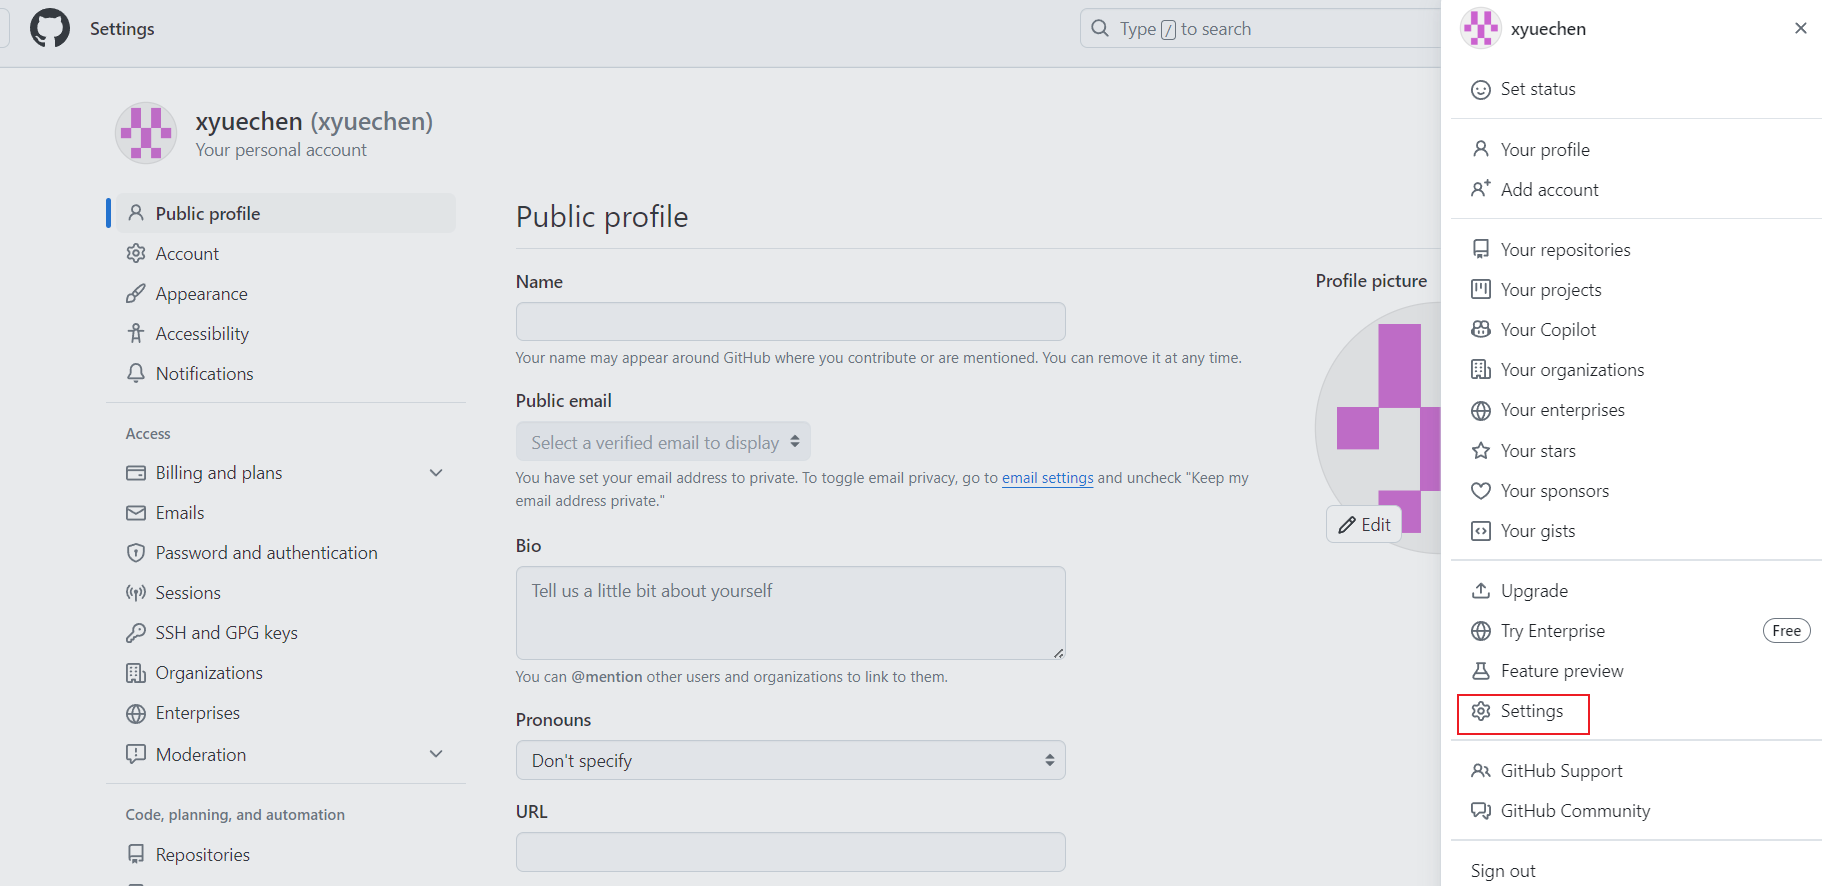 Settings
Type / to search
xyuechen (xyuechen)
Your personal account
Public profile
Account
Appearance
Accessibility
Notifications
Access
Billing and plans
Emails
Password and authentication
Sessions
SSH and GPG keys
Organizations
Enterprises
Moderation
Code, planning, and automation
Repositories
Public profile
Name
Your name may appear around GitHub where you contribute or are mentioned. You can remove it at any time.
Public email
Select a verified email to display
You have set your email address to private. To toggle email privacy, go to email settings and uncheck "Keep my
email address private."
Bio
Tell us a little bit about yourself
You can @mention other users and organizations to link to them.
Pronouns
Don't specify
URL
Profile picture
Edit
xyuechen
Set status
Your profile
Add account
Your repositories
Your projects
Your Copilot
Your organizations
Your enterprises
Your stars
Your sponsors
Your gists
Upgrade
Try Enterprise Free
Feature preview
Settings
GitHub Support
GitHub Community
Sign out